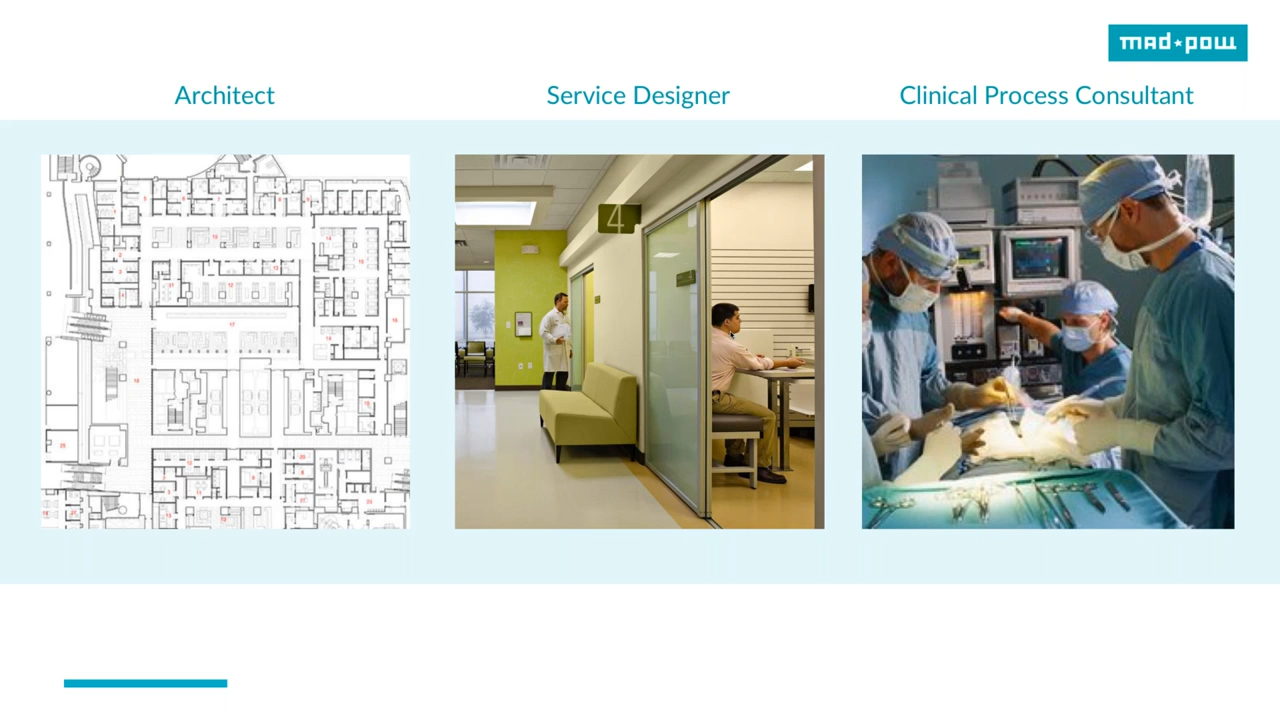 mad★pow
Architect
Service Designer
Clinical Process Consultant
4